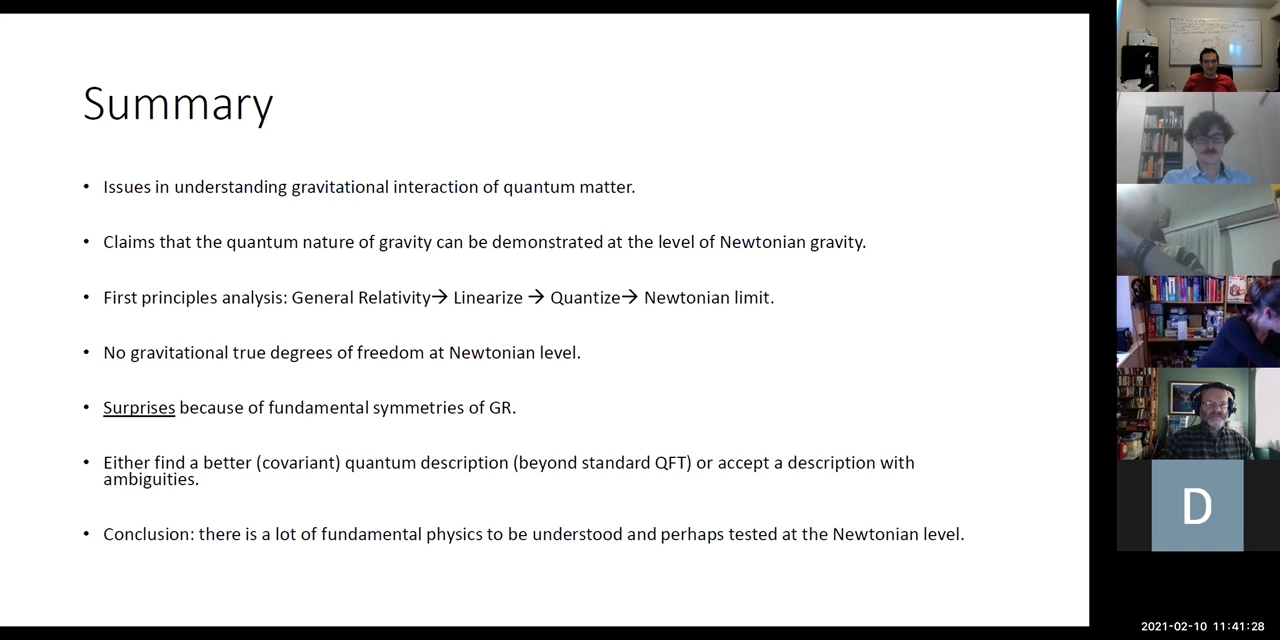 Summary
• Issues in understanding gravitational interaction of quantum matter.
• Claims that the quantum nature of gravity can be demonstrated at the level of Newtonian gravity.
• First principles analysis: General Relativity→ Linearize → Quantize→ Newtonian limit.
• No gravitational true degrees of freedom at Newtonian level.
• Surprises because of fundamental symmetries of GR.
• Either find a better (covariant) quantum description (beyond standard QFT) or accept a description with
ambiguities.
• Conclusion: there is a lot of fundamental physics to be understood and perhaps tested at the Newtonian level.
D
2021-02-10 11:41:28